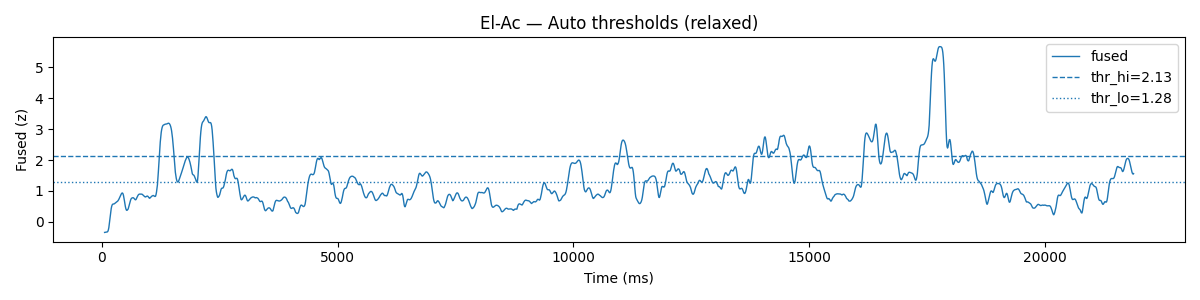 El-Ac — Auto thresholds (relaxed)
Fused (z)
5
4
3
2
1
0
fused
thr_hi=2.13
thr_lo=1.28
0 5000 10000 15000 20000
Time (ms)